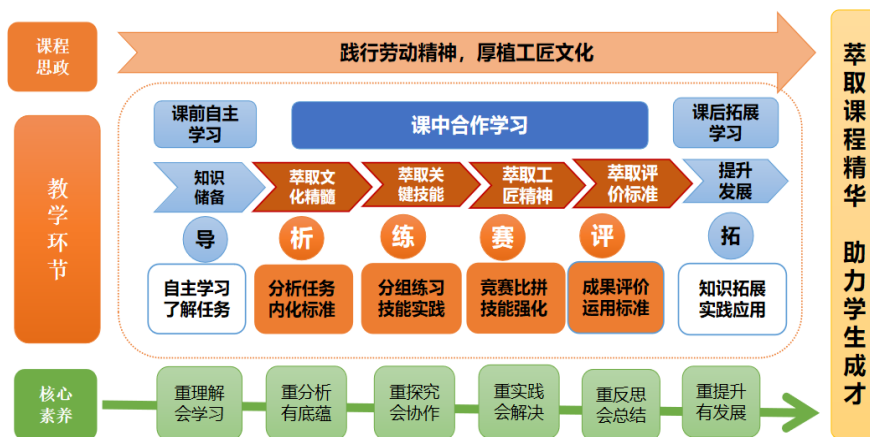 课程
思政
践行劳动精神，厚植工匠文化
教学环节
课前自主
学习
课中合作学习
课后拓展
学习
知识
储备
萃取文
化精髓
萃取关
键技能
萃取工
匠精神
萃取评
价标准
提升
发展
导
析
练
赛
评
拓
自主学习
了解任务
分析任务
内化标准
分组练习
技能实践
竞赛比拼
技能强化
成果评价
运用标准
知识拓展
实践应用
核心
素养
重理解
会学习
重分析
有底蕴
重探究
会协作
重实践
会解决
重反思
会总结
重提升
有发展
萃取课程精华 助力学生成才